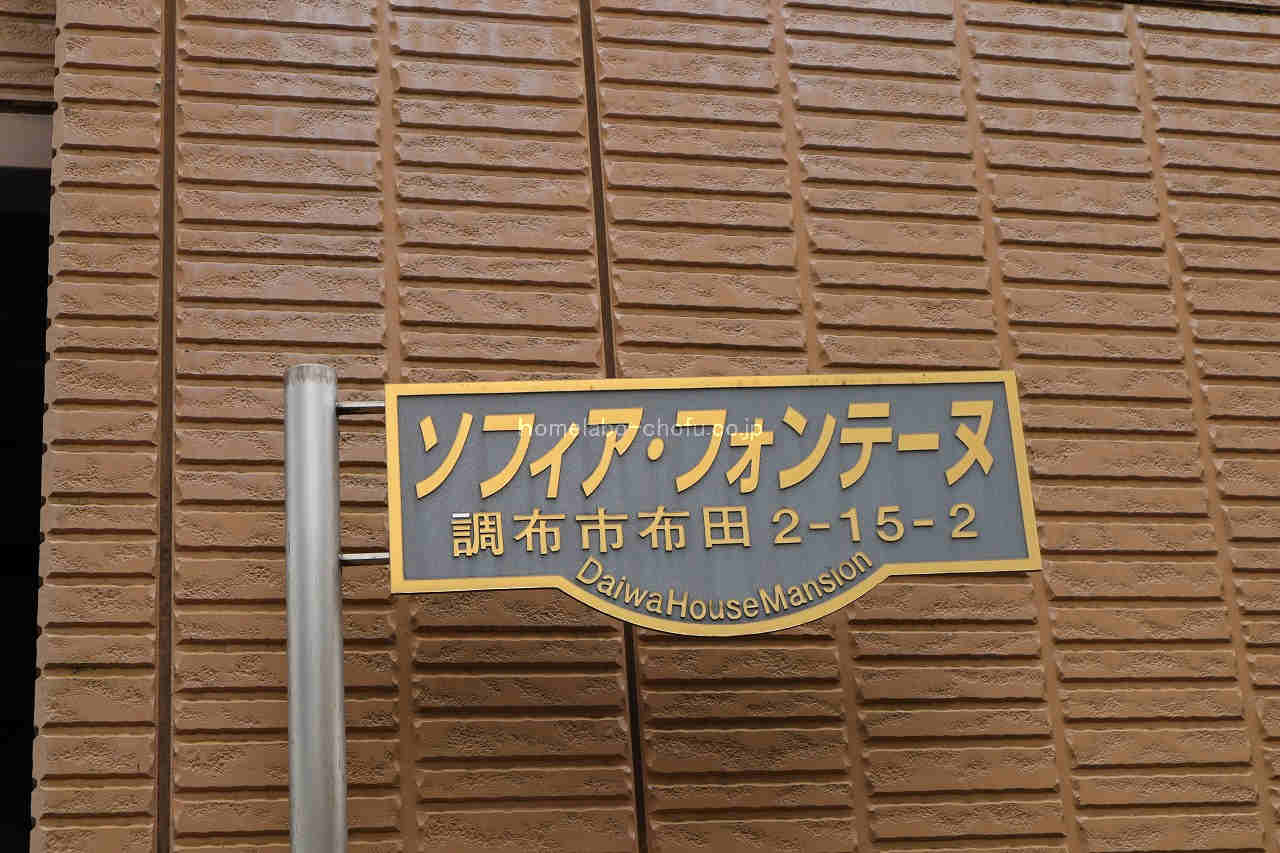 ソフィア・フォンテーヌ
homelabo-chofu.co.jp
調布市布田2-15-2
DaiwaHouseMansion